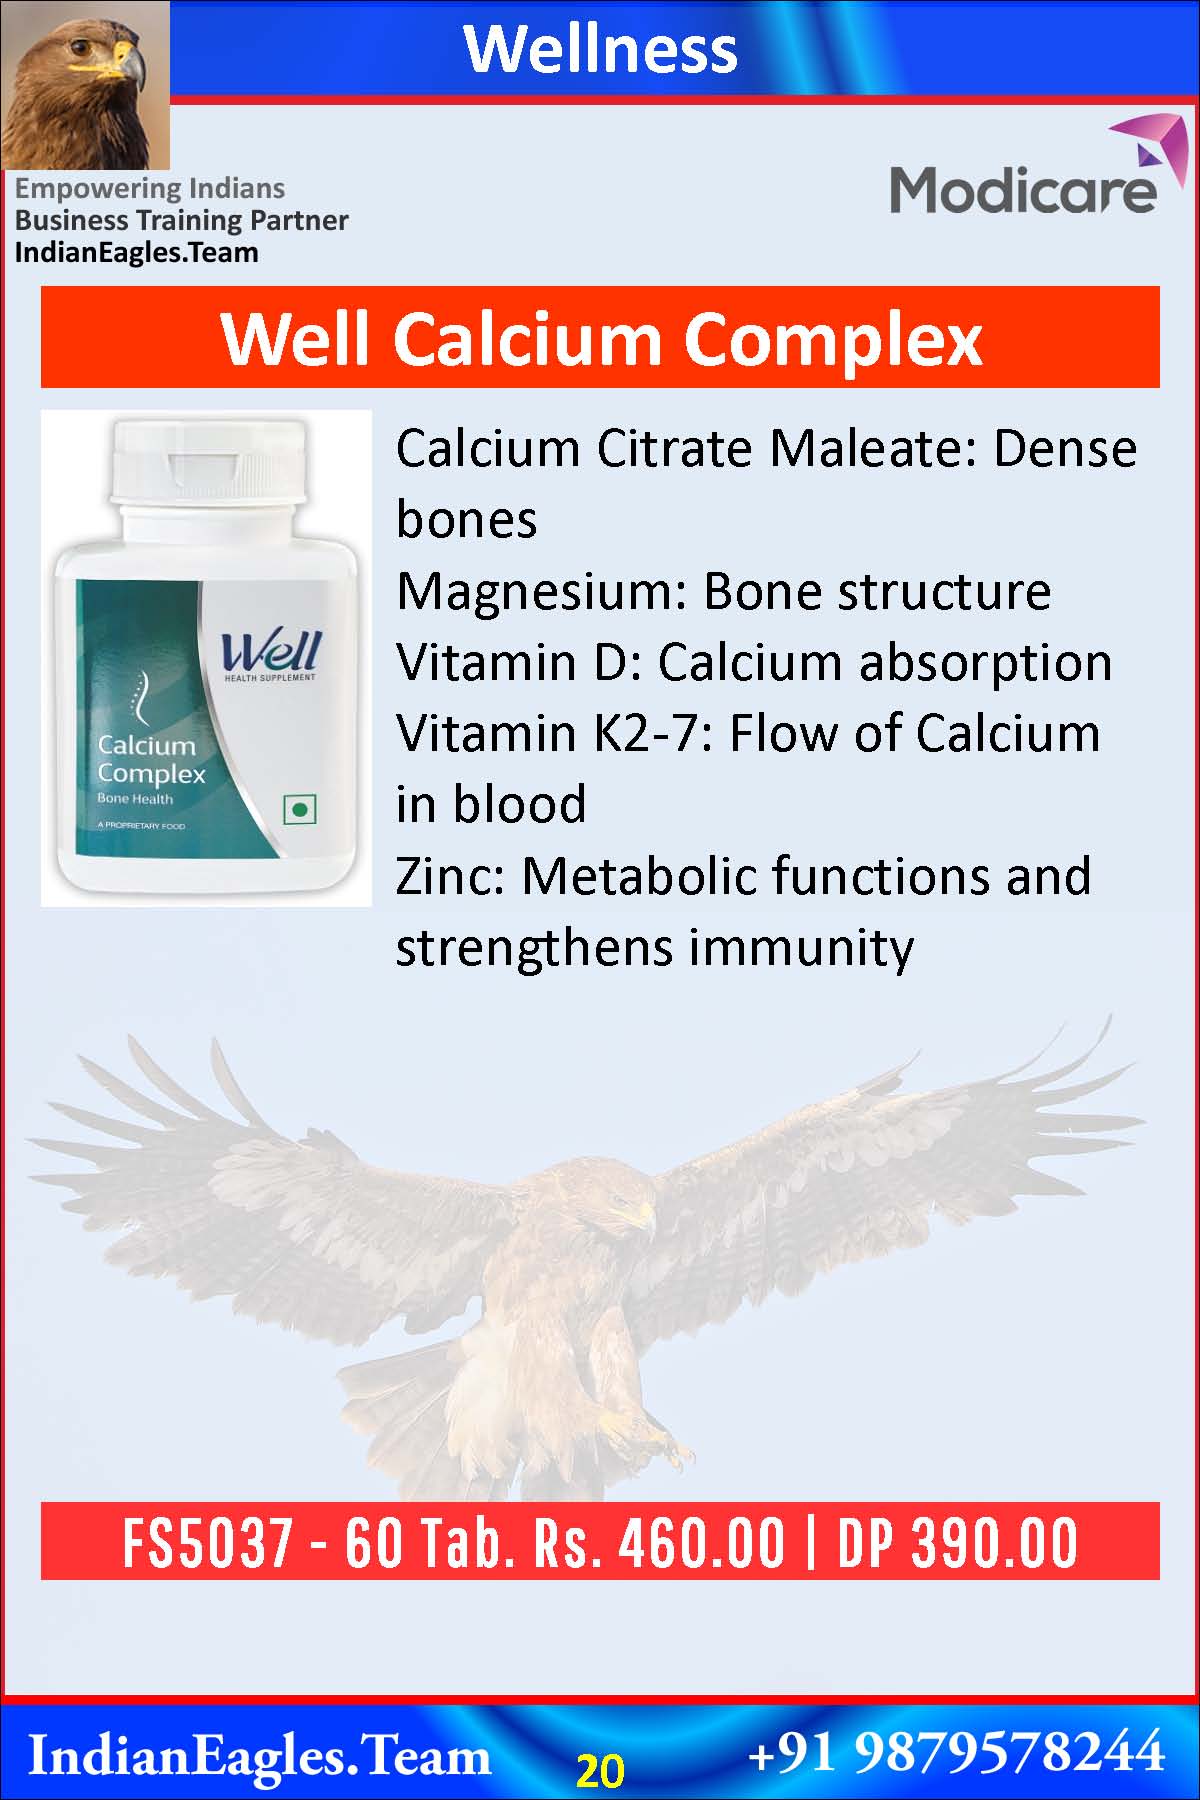 Wellness
Empowering Indians
Business Training Partner
IndianEagles.Team
Modicare
Well Calcium Complex
Calcium Citrate Maleate: Dense
bones
Magnesium: Bone structure
Vitamin D: Calcium absorption
Vitamin K2-7: Flow of Calcium
in blood
Zinc: Metabolic functions and
strengthens immunity
Well
HEALTH SUPPLEMENT
Calcium
Complex
Bone Health
A PROPRIETARY FOOD
FS5037 - 60 Tab. Rs. 460.00 | DP 390.00
IndianEagles.Team
20
+91 9879578244